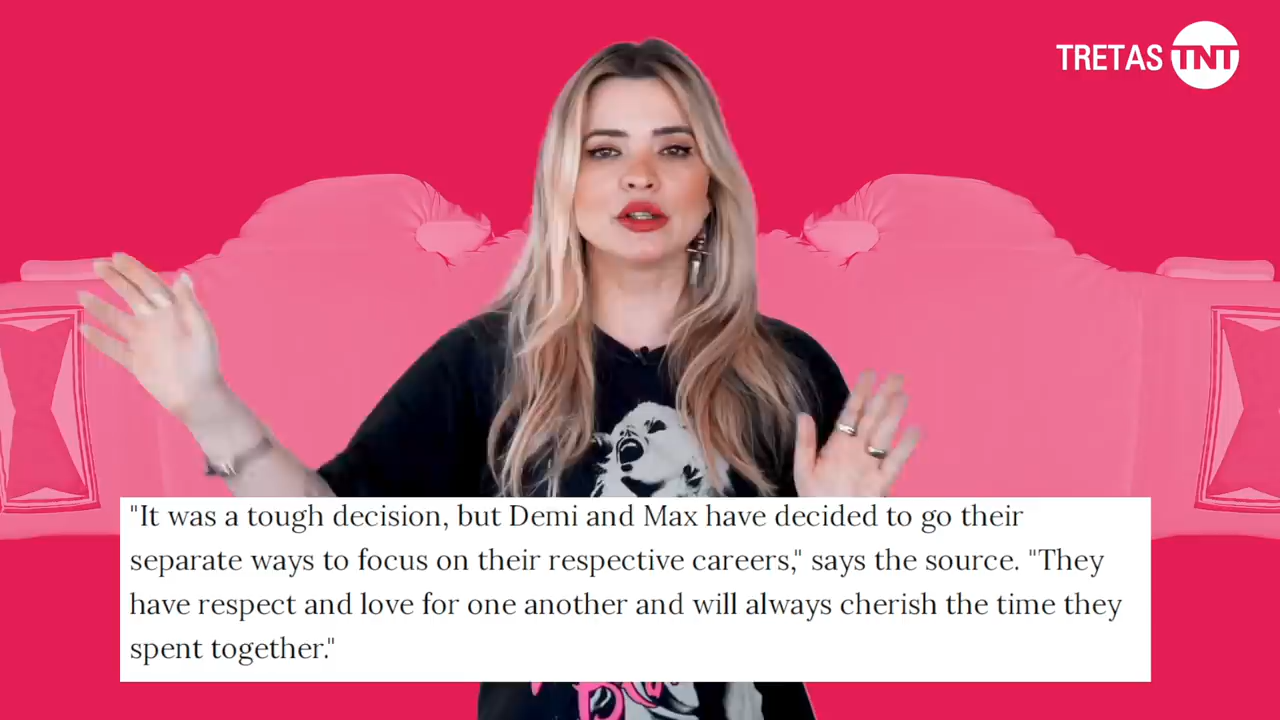 TRETAS TNT
"It was a tough decision, but Demi and Max have decided to go their
separate ways to focus on their respective careers," says the source. "They
have respect and love for one another and will always cherish the time they
spent together."